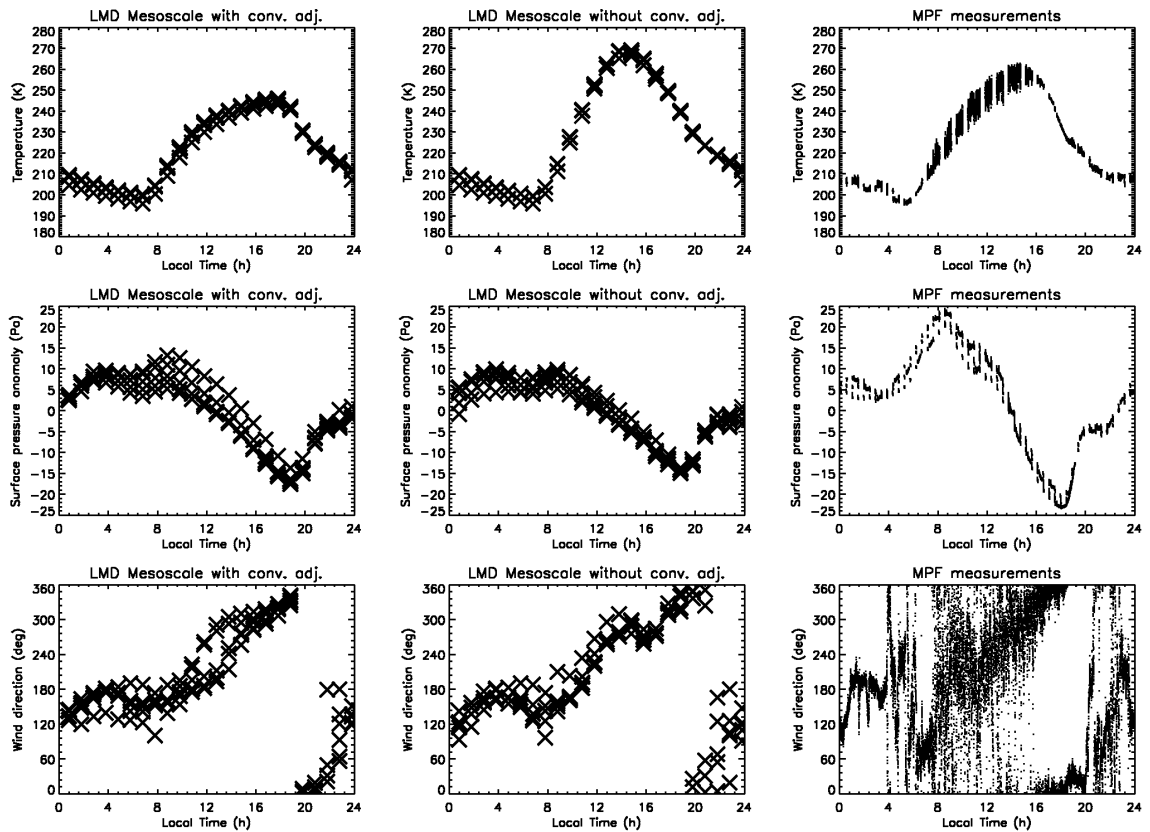 LMD Mesoscale with conv. adj.
Temperature (K)
280
270
260
250
240
230
220
210
200
190
180
0 4 8 12 16 20 24
Local Time (h)
LMD Mesoscale without conv. adj.
Temperature (K)
280
270
260
250
240
230
220
210
200
190
180
0 4 8 12 16 20 24
Local Time (h)
MPF measurements
Temperature (K)
280
270
260
250
240
230
220
210
200
190
180
0 4 8 12 16 20 24
Local Time (h)
LMD Mesoscale with conv. adj.
Surface pressure anomaly (Pa)
25
20
15
10
5
0
-5
-10
-15
-20
-25
0 4 8 12 16 20 24
Local Time (h)
LMD Mesoscale without conv. adj.
Surface pressure anomaly (Pa)
25
20
15
10
5
0
-5
-10
-15
-20
-25
0 4 8 12 16 20 24
Local Time (h)
MPF measurements
Surface pressure anomaly (Pa)
25
20
15
10
5
0
-5
-10
-15
-20
-25
0 4 8 12 16 20 24
Local Time (h)
LMD Mesoscale with conv. adj.
Wind direction (deg)
360
300
240
180
120
60
0
0 4 8 12 16 20 24
Local Time (h)
LMD Mesoscale without conv. adj.
Wind direction (deg)
360
300
240
180
120
60
0
0 4 8 12 16 20 24
Local Time (h)
MPF measurements
Wind direction (deg)
360
300
240
180
120
60
0
0 4 8 12 16 20 24
Local Time (h)